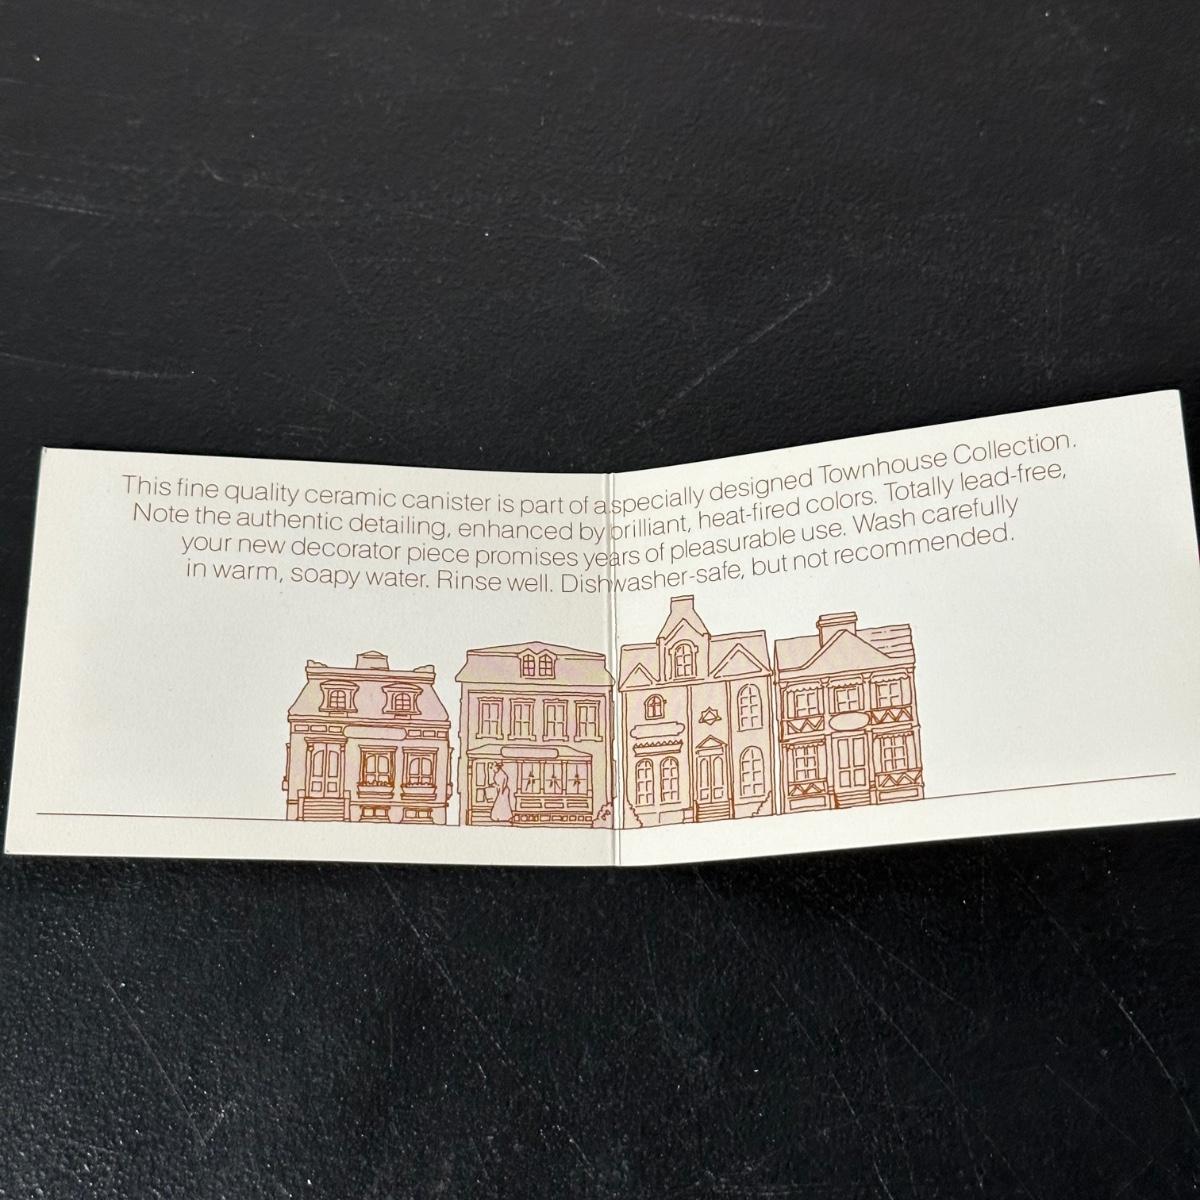 This fine quality ceramic canister is part of a specially designed Townhouse Collection.
Note the authentic detailing, enhanced by brilliant, heat-fired colors. Totally lead-free,
your new decorator piece promises years of pleasurable use. Wash carefully
in warm, soapy water. Rinse well. Dishwasher-safe, but not recommended.